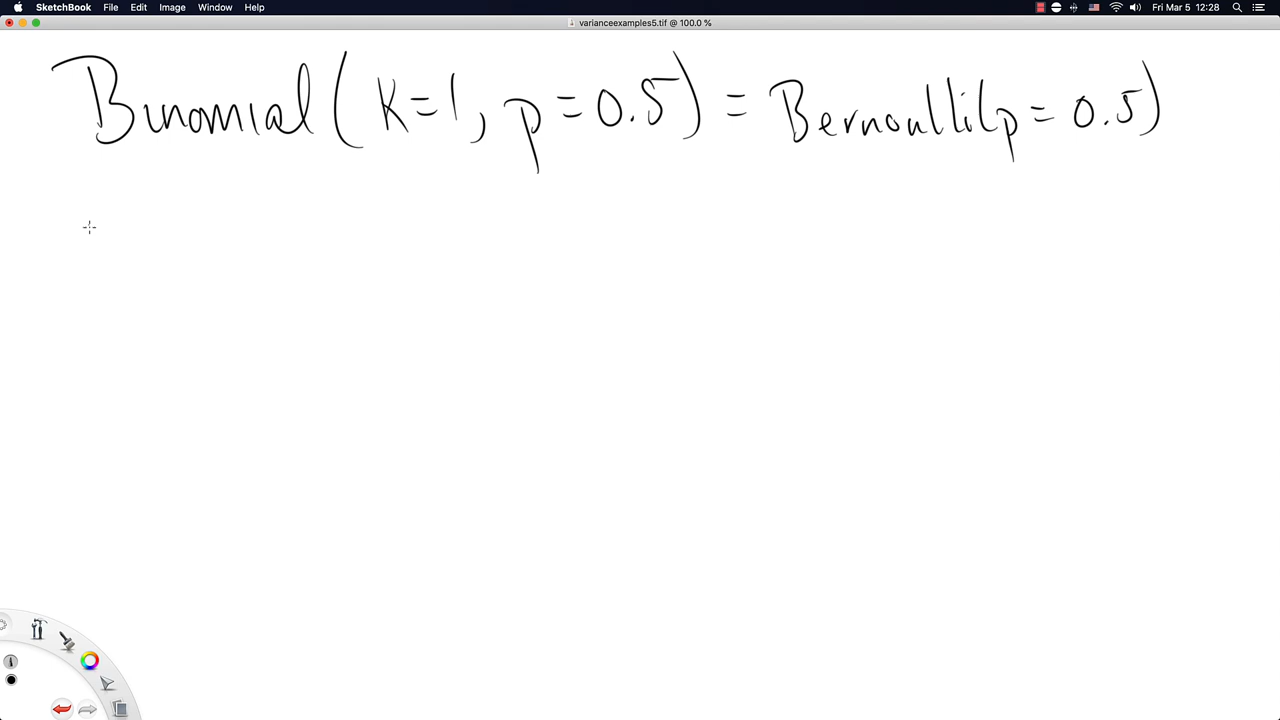 SketchBook File Edit Image Window Help Fri Mar 5 12:28
varianceexamples5.tif @ 100.0 %
Binomial (K=1, p=0.5) = Bernoulli(p=0.5)